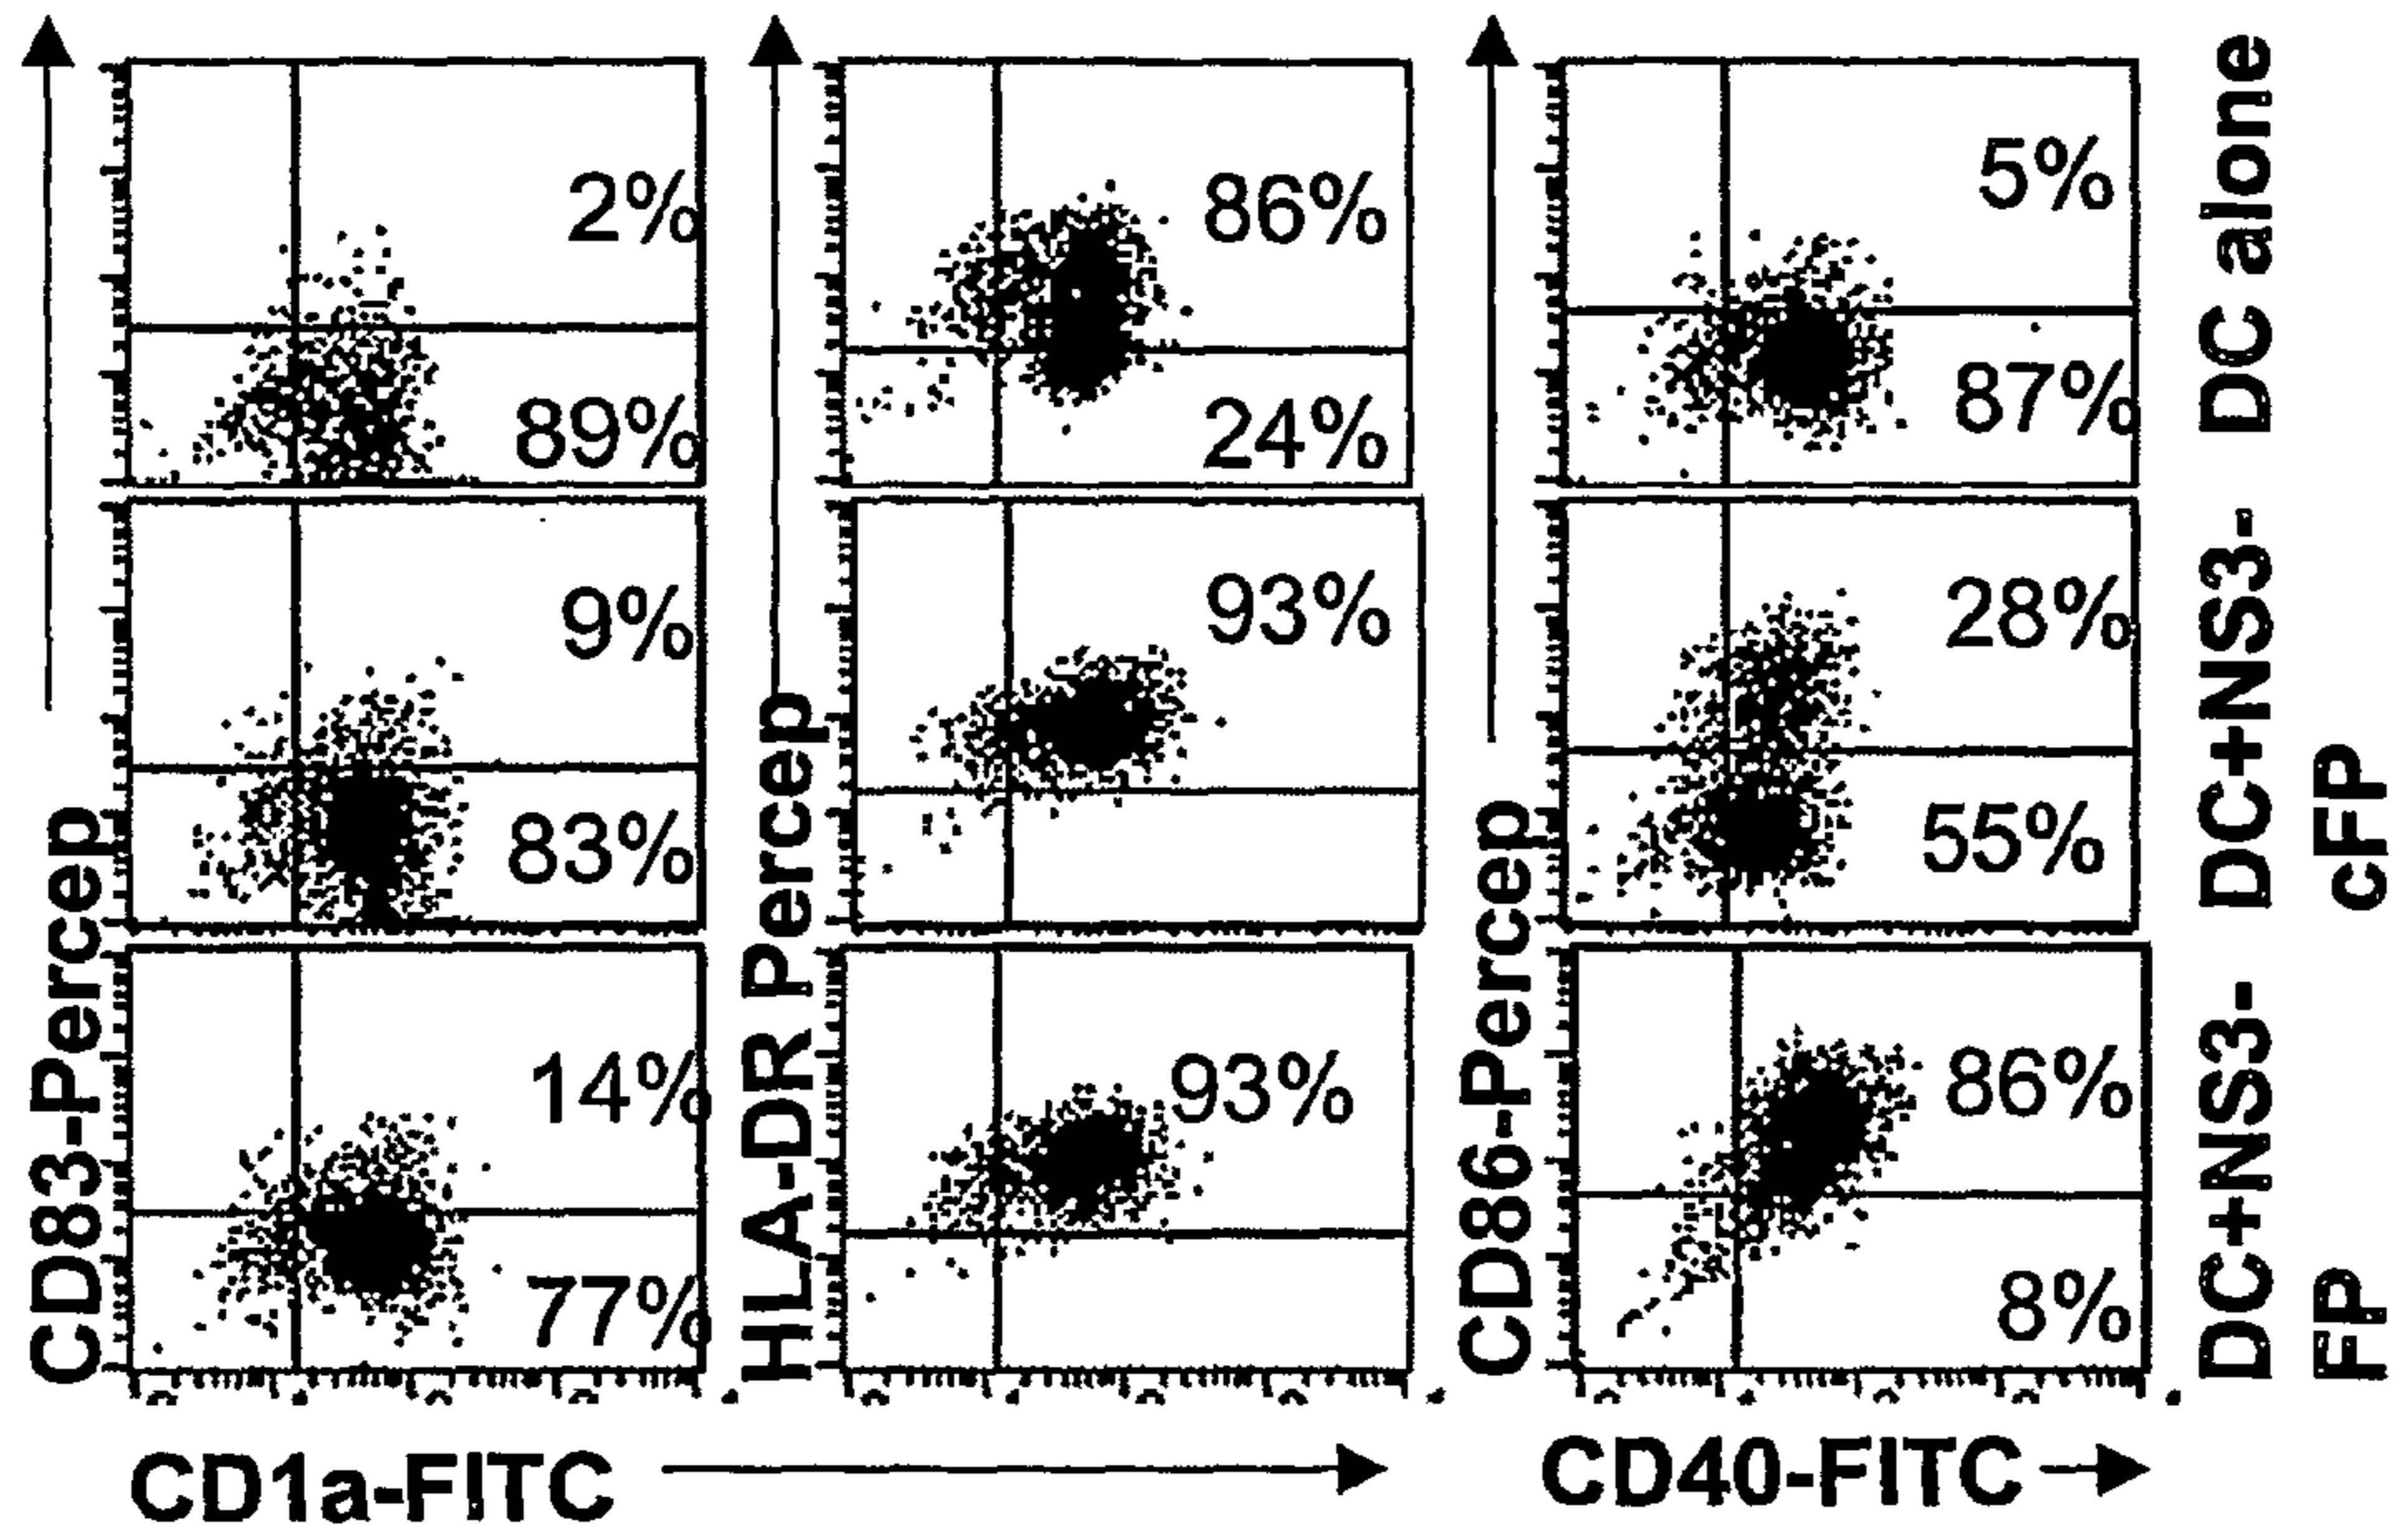 2%
86%
5%
DC alone
89%
24%
87%
9%
93%
28%
DC+NS3-
cFP
83%
55%
14%
93%
86%
DC+NS3-
FP
77%
8%
CD83-Percep
HLA-DR Percep
CD86-Percep
CD1a-FITC
CD40-FITC